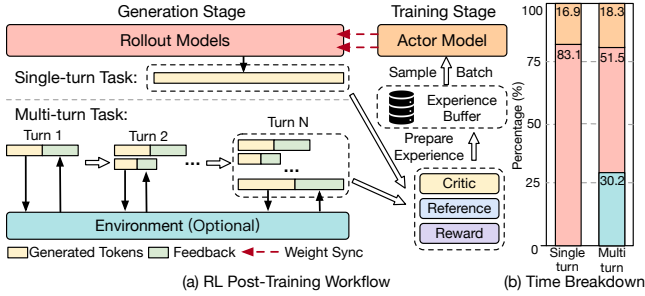 Generation Stage
Training Stage
Rollout Models
Actor Model
Single-turn Task:
Sample
Batch
Multi-turn Task:
Turn 1
Turn 2
Turn N
...
...
...
Experience
Buffer
Prepare
Experience
Critic
Reference
Reward
Environment (Optional)
Generated Tokens
Feedback
Weight Sync
(a) RL Post-Training Workflow
Percentage (%)
100
75
50
25
0
16.9
18.3
83.1
51.5
30.2
Single
turn
Multi
turn
(b) Time Breakdown